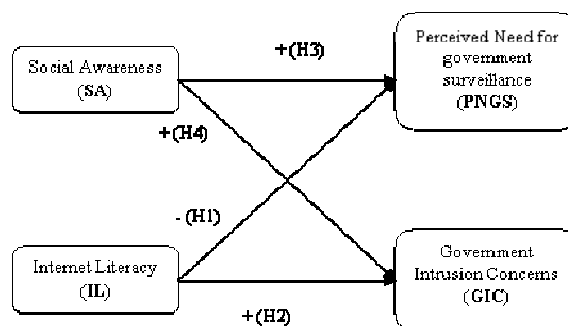 +(H3)
Perceived Need for
government
surveillance
(PNGS)
Social Awareness
(SA)
+(H4)
- (H1)
Internet Literacy
(IL)
+(H2)
Government
Intrusion Concerns
(GIC)